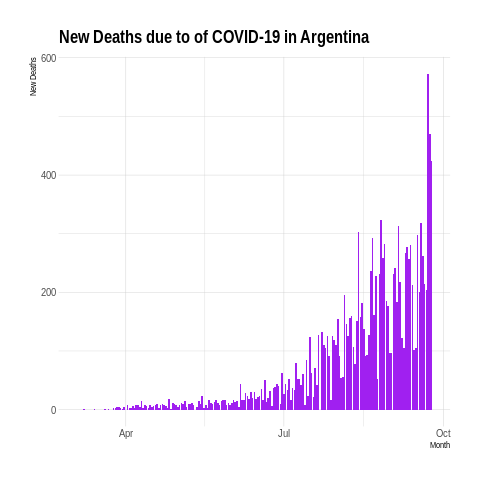 New Deaths due to of COVID-19 in Argentina
New Deaths
600
400
200
0
Apr
Jul
Oct
Month